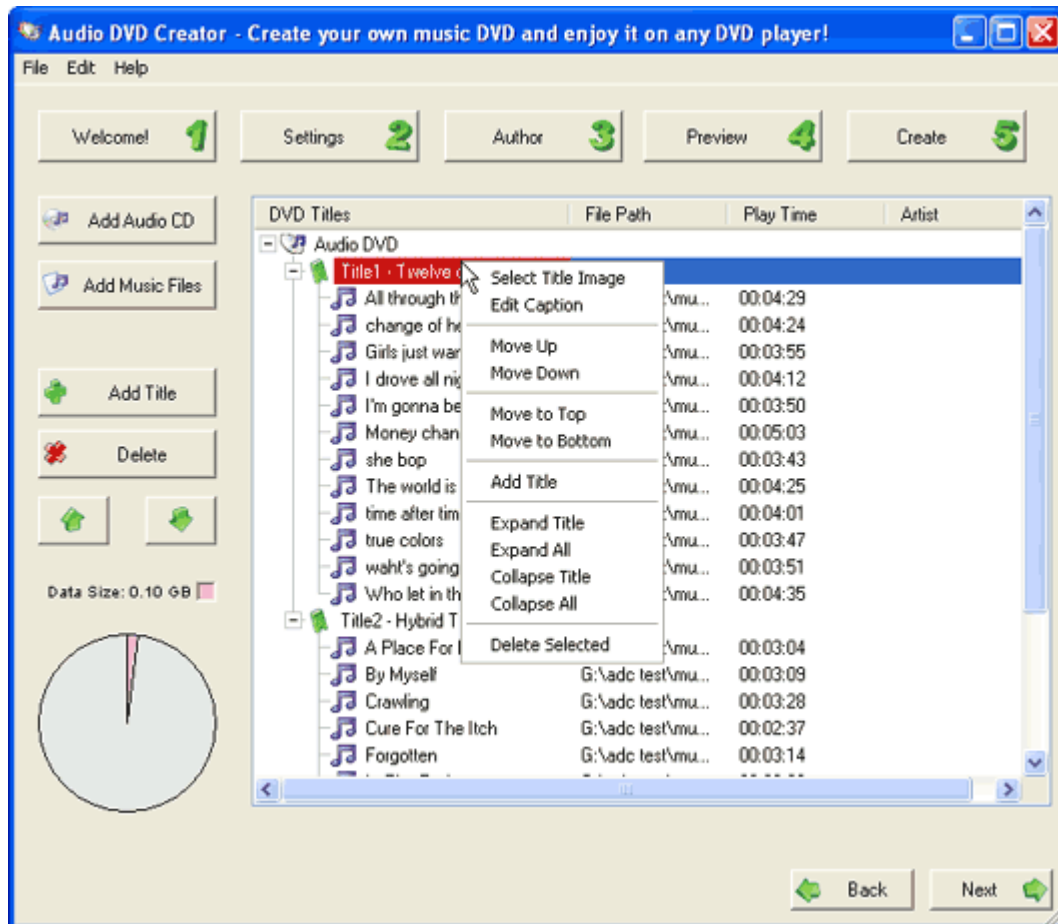 Audio DVD Creator - Create your own music DVD and enjoy it on any DVD player!
File Edit Help
Welcome! 1 Settings 2 Author 3 Preview 4 Create 5
Add Audio CD
Add Music Files
Add Title
Delete
Data Size: 0.10 GB
DVD Titles File Path Play Time Artist
Audio DVD
Title1 - Twelve
All through :\mu... 00:04:29
change of :\mu... 00:04:24
Girls just :\mu... 00:03:55
I drove all :\mu... 00:04:12
I'm gonna be :\mu... 00:03:50
Money :\mu... 00:05:03
she bop :\mu... 00:03:43
The world is :\mu... 00:04:25
time after :\mu... 00:04:01
true colors :\mu... 00:03:47
waht's going :\mu... 00:03:51
Who let in :\mu... 00:04:35
Title2 - Hybrid
A Place For :\mu... 00:03:04
By Myself G:\adc test\mu... 00:03:09
Crawling G:\adc test\mu... 00:03:28
Cure For The Itch G:\adc test\mu... 00:02:37
Forgotten G:\adc test\mu... 00:03:14
Select Title Image
Edit Caption
Move Up
Move Down
Move to Top
Move to Bottom
Add Title
Expand Title
Expand All
Collapse Title
Collapse All
Delete Selected
Back Next